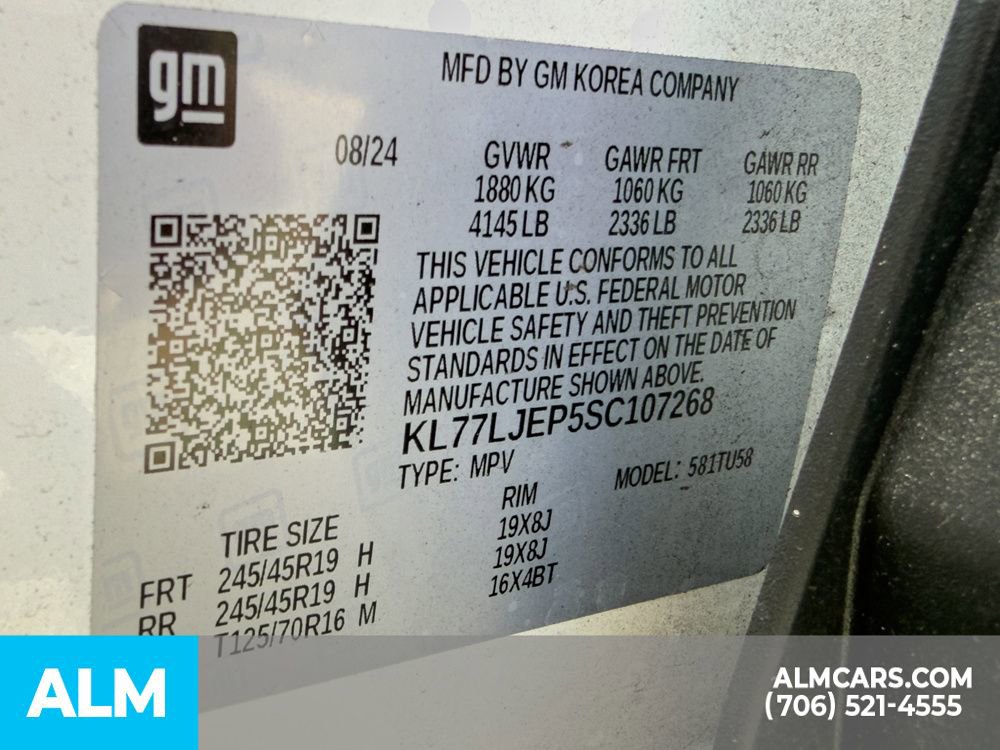 gm
MFD BY GM KOREA COMPANY
08/24 GVWR GAWR FRT GAWR RR
1880 KG 1060 KG 1060 KG
4145 LB 2336 LB 2336 LB
THIS VEHICLE CONFORMS TO ALL
APPLICABLE U.S. FEDERAL MOTOR
VEHICLE SAFETY AND THEFT PREVENTION
STANDARDS IN EFFECT ON THE DATE OF
MANUFACTURE SHOWN ABOVE.
KL77LJEP5SC107268
TYPE: MPV MODEL: 581TU58
TIRE SIZE RIM
FRT 245/45R19 H 19X8J
RR 245/45R19 H 19X8J
T125/70R16 M 16X4BT
ALM
ALMCARS.COM
(706) 521-4555